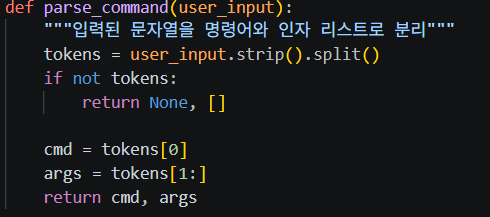 def parse_command(user_input):
    """입력된 문자열을 명령어와 인자 리스트로 분리"""
    tokens = user_input.strip().split()
    if not tokens:
        return None, []

    cmd = tokens[0]
    args = tokens[1:]
    return cmd, args